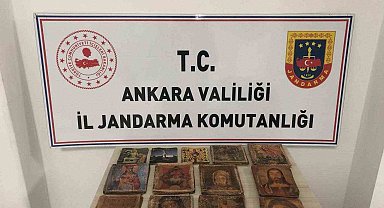 T.C.
ANKARA VALİLİĞİ
İL JANDARMA KOMUTANLIĞI
JANDARMA